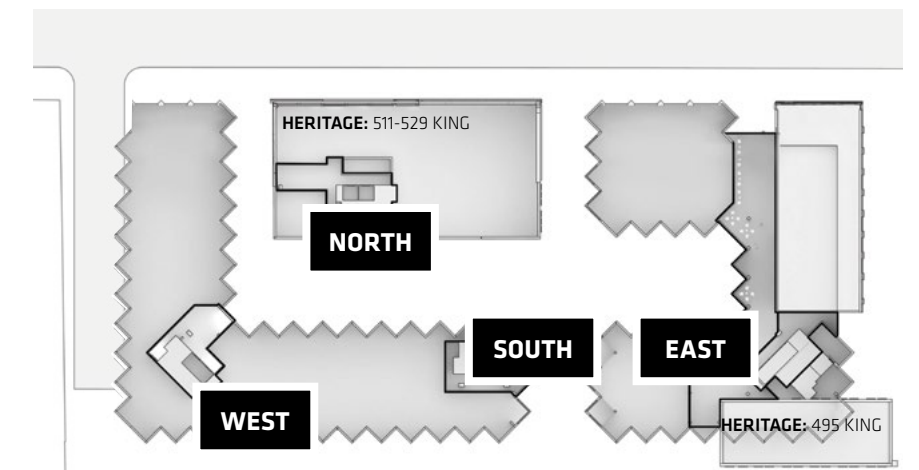 HERITAGE: 511-529 KING
NORTH
SOUTH
EAST
WEST
HERITAGE: 495 KING